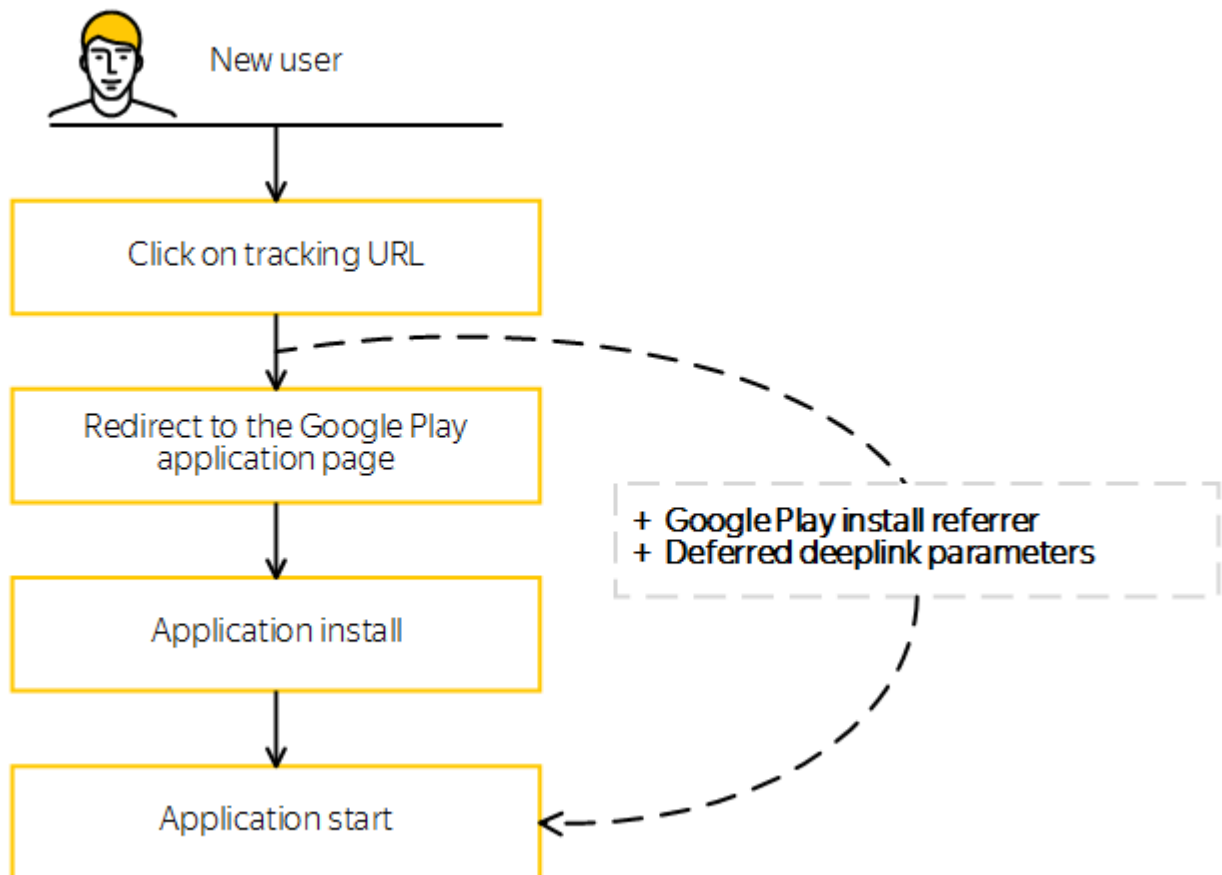 New user
Click on tracking URL
Redirect to the Google Play
application page
+ Google Play install referrer
+ Deferred deeplink parameters
Application install
Application start